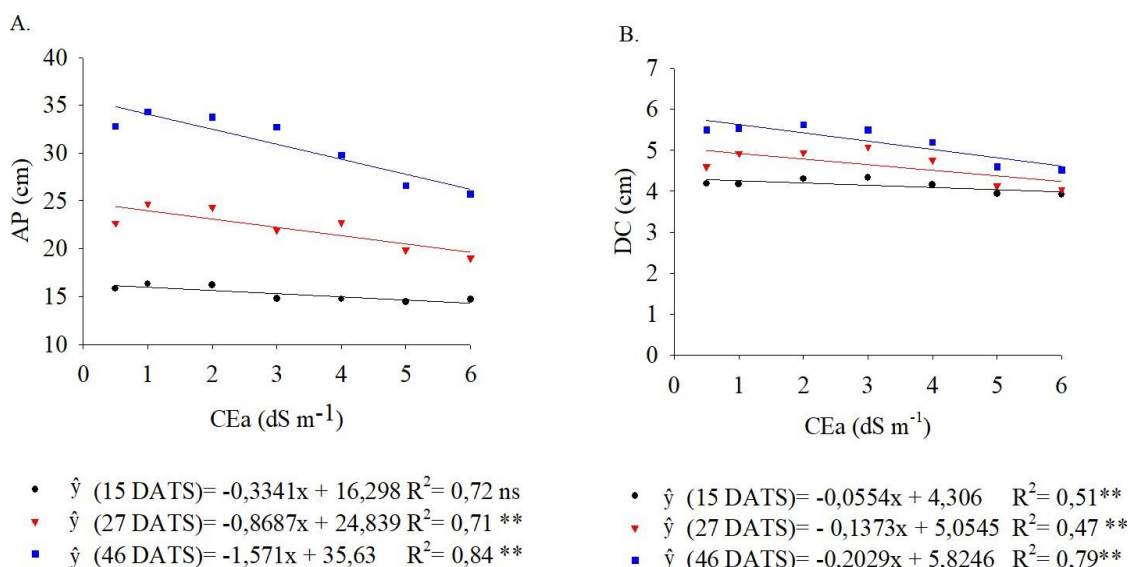 A.
40
35
30
25
20
15
10
AP (cm)
0 1 2 3 4 5 6
CEa (dS m-1)
ŷ (15 DATS)= -0,3341x + 16,298 R2= 0,72 ns
ŷ (27 DATS)= -0,8687x + 24,839 R2= 0,71 **
ŷ (46 DATS)= -1,571x + 35,63 R2= 0,84 **
B.
7
6
5
4
3
2
1
0
DC (cm)
0 1 2 3 4 5 6
CEa (dS m-1)
ŷ (15 DATS)= -0,0554x + 4,306 R2= 0,51**
ŷ (27 DATS)= - 0,1373x + 5,0545 R2= 0,47 **
ŷ (46 DATS)= -0,2029x + 5,8246 R2= 0,79**